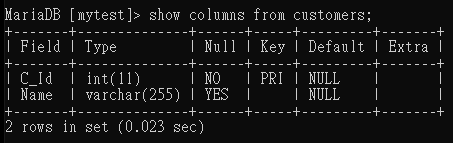 MariaDB [mytest]> show columns from customers;
+-------+--------------+------+-----+---------+-------+
| Field | Type         | Null | Key | Default | Extra |
+-------+--------------+------+-----+---------+-------+
| C_Id  | int(11)      | NO   | PRI | NULL    |       |
| Name  | varchar(255) | YES  |     | NULL    |       |
+-------+--------------+------+-----+---------+-------+
2 rows in set (0.023 sec)